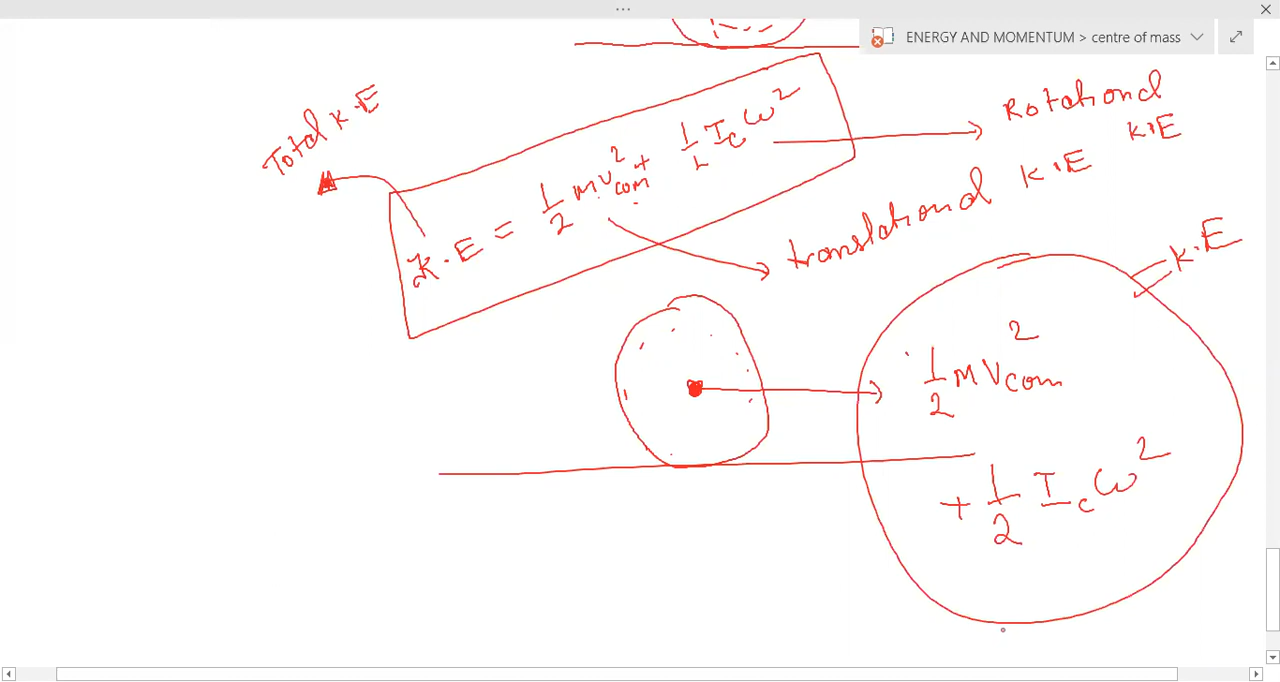 ENERGY AND MOMENTUM > centre of mass
Total K.E
K.E = 1/2 mv²com + 1/2 Ic ω²
Rotational
K.E
translational K.E
K.E
1/2 m Vcom²
+ 1/2 Ic ω²